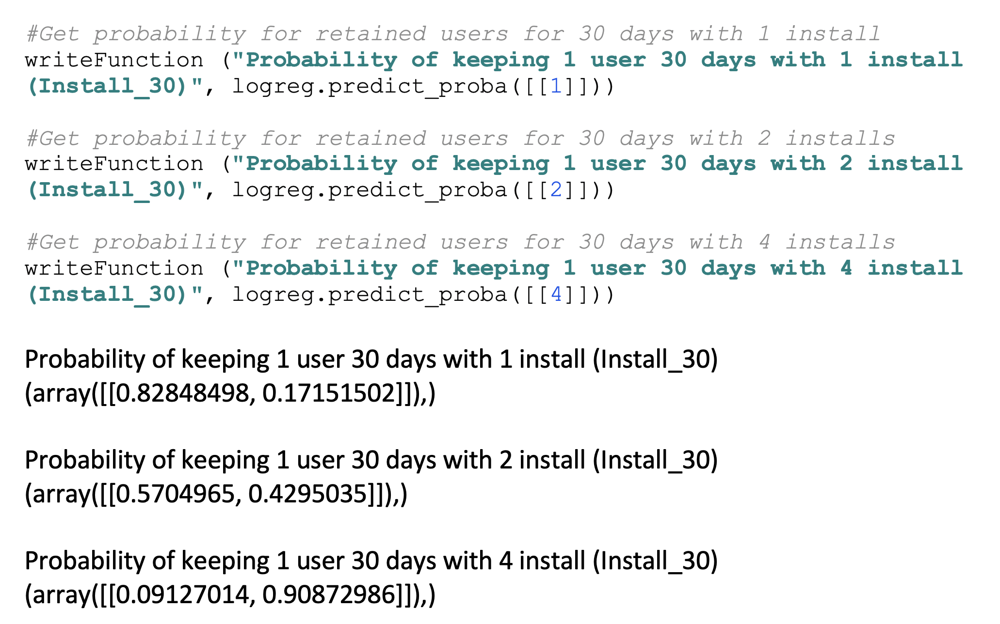 #Get probability for retained users for 30 days with 1 install
writeFunction ("Probability of keeping 1 user 30 days with 1 install
(Install_30)", logreg.predict_proba([[1]]))
#Get probability for retained users for 30 days with 2 installs
writeFunction ("Probability of keeping 1 user 30 days with 2 install
(Install_30)", logreg.predict_proba([[2]]))
#Get probability for retained users for 30 days with 4 installs
writeFunction ("Probability of keeping 1 user 30 days with 4 install
(Install_30)", logreg.predict_proba([[4]]))
Probability of keeping 1 user 30 days with 1 install (Install_30)
(array([[0.82848498, 0.17151502]]),)
Probability of keeping 1 user 30 days with 2 install (Install_30)
(array([[0.5704965, 0.4295035]]),)
Probability of keeping 1 user 30 days with 4 install (Install_30)
(array([[0.09127014, 0.90872986]]),)